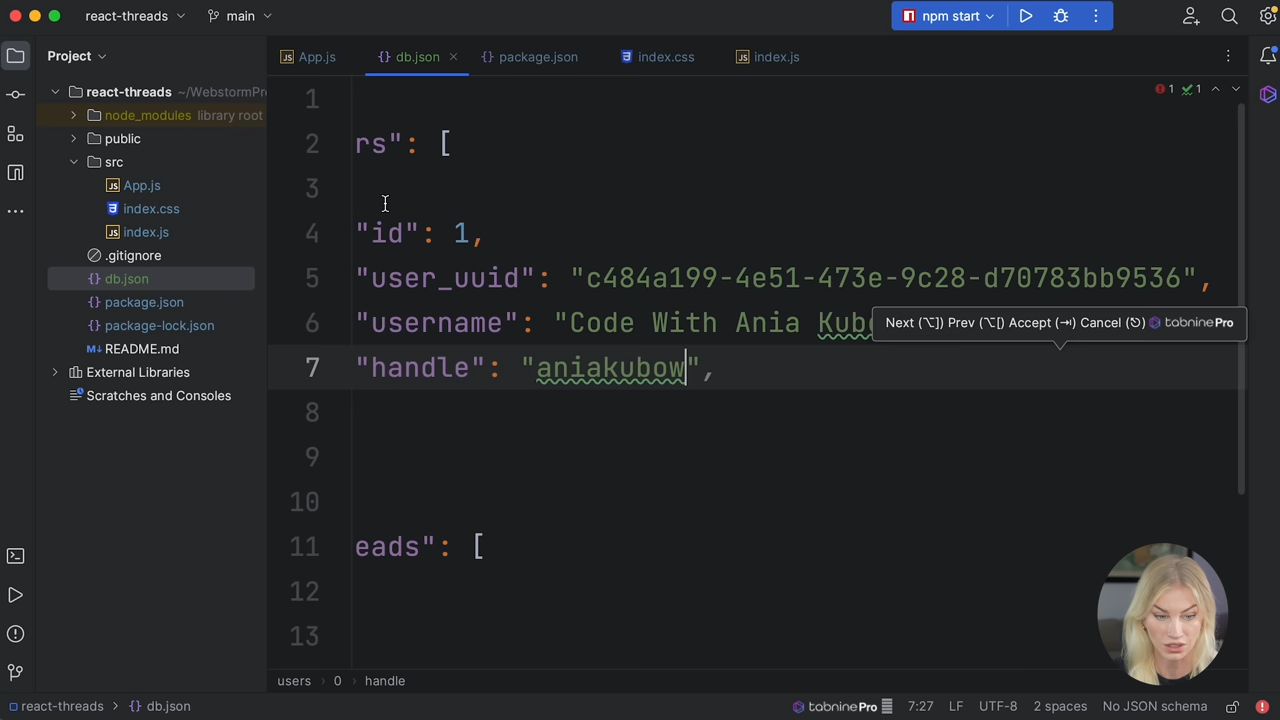 react-threads
main
npm start
Project
App.js
db.json
package.json
index.css
index.js
react-threads ~/WebstormPr
node_modules library root
public
src
App.js
index.css
index.js
.gitignore
db.json
package.json
package-lock.json
README.md
External Libraries
Scratches and Consoles
1 1
1
2 rs": [
3
4 "id": 1,
5 "user_uuid": "c484a199-4e51-473e-9c28-d70783bb9536",
6 "username": "Code With Ania Kub
Next (⌥]) Prev (⌥[) Accept (⇥) Cancel (⎋) tabnine Pro
7 "handle": "aniakubow",
8
9
10
11 eads": [
12
13
users > 0 > handle
react-threads > db.json
tabnine Pro
7:27 LF UTF-8 2 spaces No JSON schema